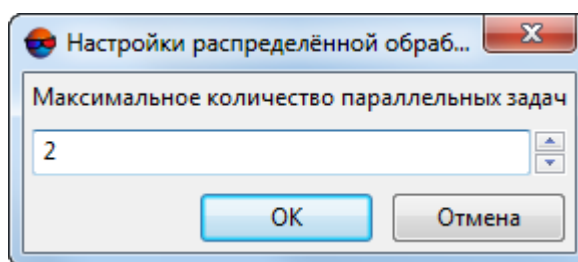 Настройки распределённой обраб...
Максимальное количество параллельных задач
2
OK
Отмена